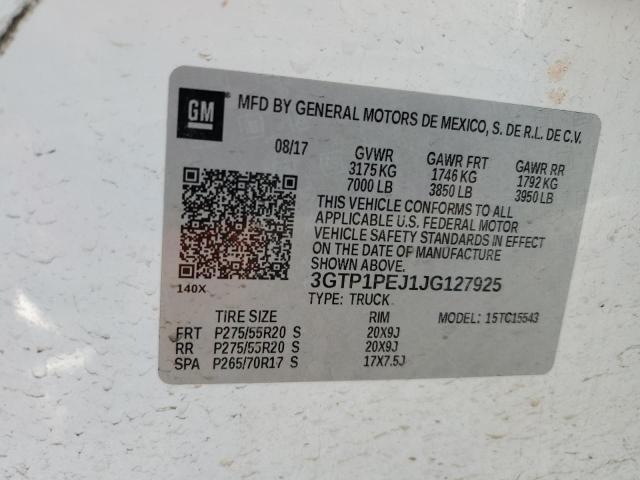 GM ® MFD BY GENERAL MOTORS DE MEXICO, S. DE R.L. DE C.V.
08/17 GVWR GAWR FRT GAWR RR
3175 KG 1746 KG 1792 KG
7000 LB 3850 LB 3950 LB
THIS VEHICLE CONFORMS TO ALL
APPLICABLE U.S. FEDERAL MOTOR
VEHICLE SAFETY STANDARDS IN EFFECT
ON THE DATE OF MANUFACTURE
SHOWN ABOVE.
140X 3GTP1PEJ1JG127925
TYPE: TRUCK
TIRE SIZE RIM MODEL: 15TC15543
FRT P275/55R20 S 20X9J
RR P275/55R20 S 20X9J
SPA P265/70R17 S 17X7.5J